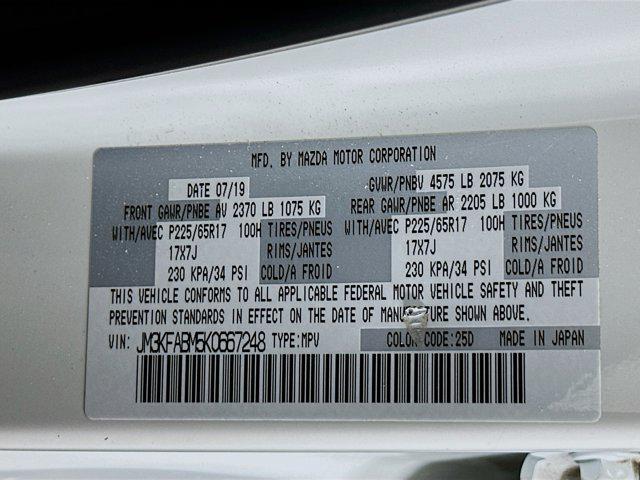 MFD. BY MAZDA MOTOR CORPORATION
DATE 07/19 GVWR/PNBV 4575 LB 2075 KG
FRONT GAWR/PNBE AV 2370 LB 1075 KG REAR GAWR/PNBE AR 2205 LB 1000 KG
WITH/AVEC P225/65R17 100H TIRES/PNEUS WITH/AVEC P225/65R17 100H TIRES/PNEUS
17X7J RIMS/JANTES 17X7J RIMS/JANTES
230 KPA/34 PSI COLD/A FROID 230 KPA/34 PSI COLD/A FROID
THIS VEHICLE CONFORMS TO ALL APPLICABLE FEDERAL MOTOR VEHICLE SAFETY AND THEFT
PREVENTION STANDARDS IN EFFECT ON THE DATE OF MANUFACTURE SHOWN ABOVE.
VIN: JM3KFABM5K0667248 TYPE:MPV COLOR CODE:25D MADE IN JAPAN